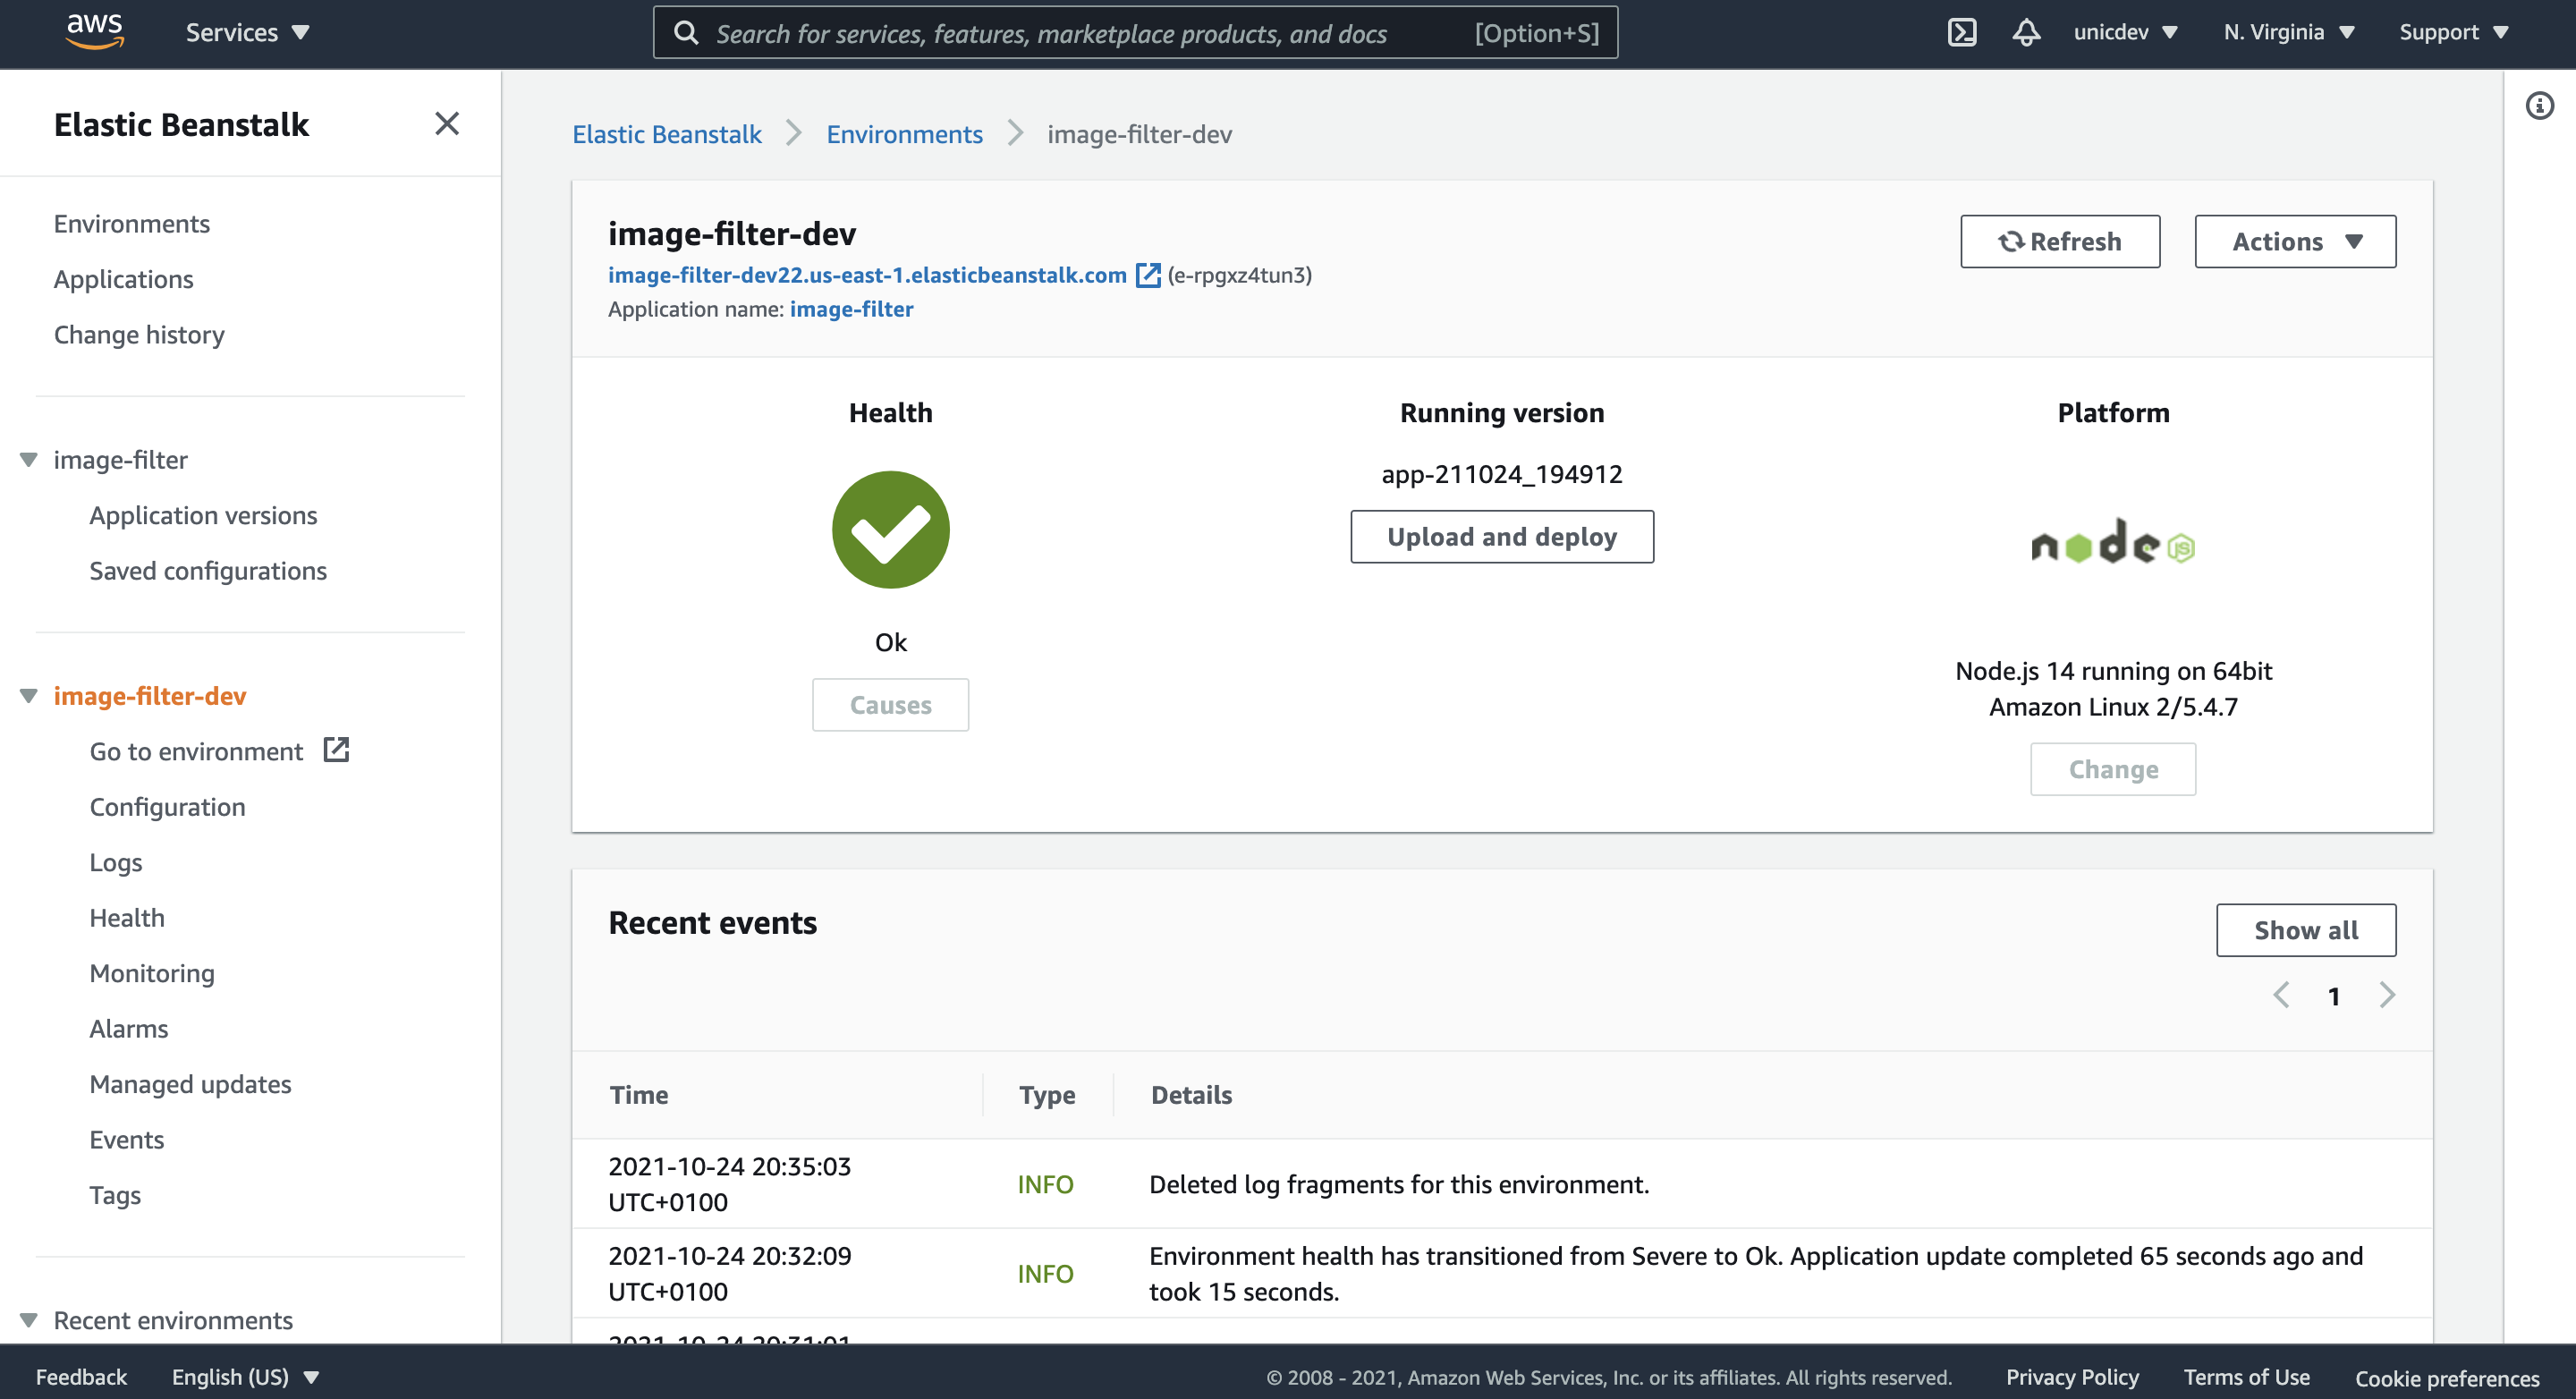 aws
Services
Search for services, features, marketplace products, and docs [Option+S]
unicdev
N. Virginia
Support
Elastic Beanstalk
Environments
Applications
Change history
image-filter
Application versions
Saved configurations
image-filter-dev
Go to environment
Configuration
Logs
Health
Monitoring
Alarms
Managed updates
Events
Tags
Recent environments
Elastic Beanstalk
Environments
image-filter-dev
image-filter-dev
image-filter-dev22.us-east-1.elasticbeanstalk.com (e-rpgxz4tun3)
Application name: image-filter
Refresh
Actions
Health
Ok
Causes
Running version
app-211024_194912
Upload and deploy
Platform
node
JS
Node.js 14 running on 64bit
Amazon Linux 2/5.4.7
Change
Recent events
Show all
1
Time
Type
Details
2021-10-24 20:35:03
UTC+0100
INFO
Deleted log fragments for this environment.
2021-10-24 20:32:09
UTC+0100
INFO
Environment health has transitioned from Severe to Ok. Application update completed 65 seconds ago and
took 15 seconds.
2021-10-24 20:31:01
Feedback
English (US)
© 2008 - 2021, Amazon Web Services, Inc. or its affiliates. All rights reserved.
Privacy Policy
Terms of Use
Cookie preferences